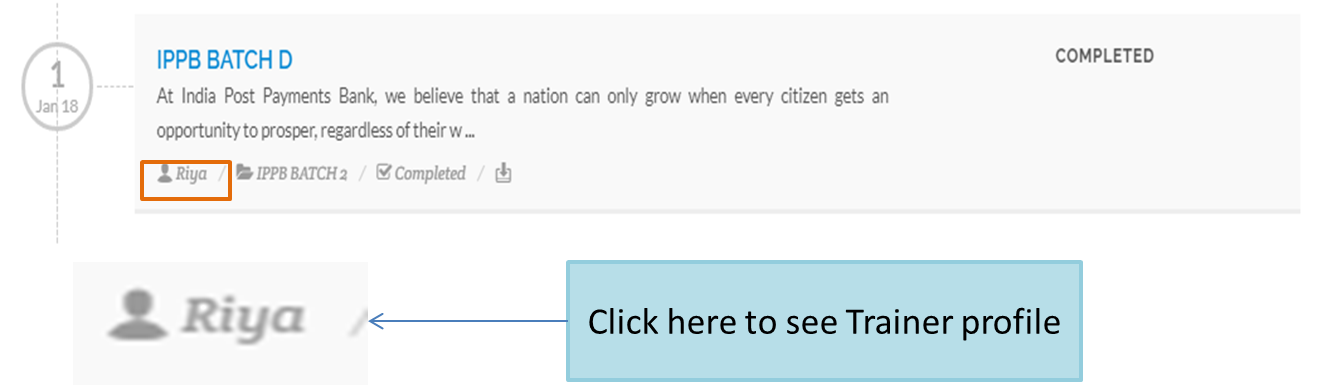 1
Jan 18
IPPB BATCH D
COMPLETED
At India Post Payments Bank, we believe that a nation can only grow when every citizen gets an
opportunity to prosper, regardless of their w ...
Riya / IPPB BATCH 2 / Completed /
Riya /
Click here to see Trainer profile